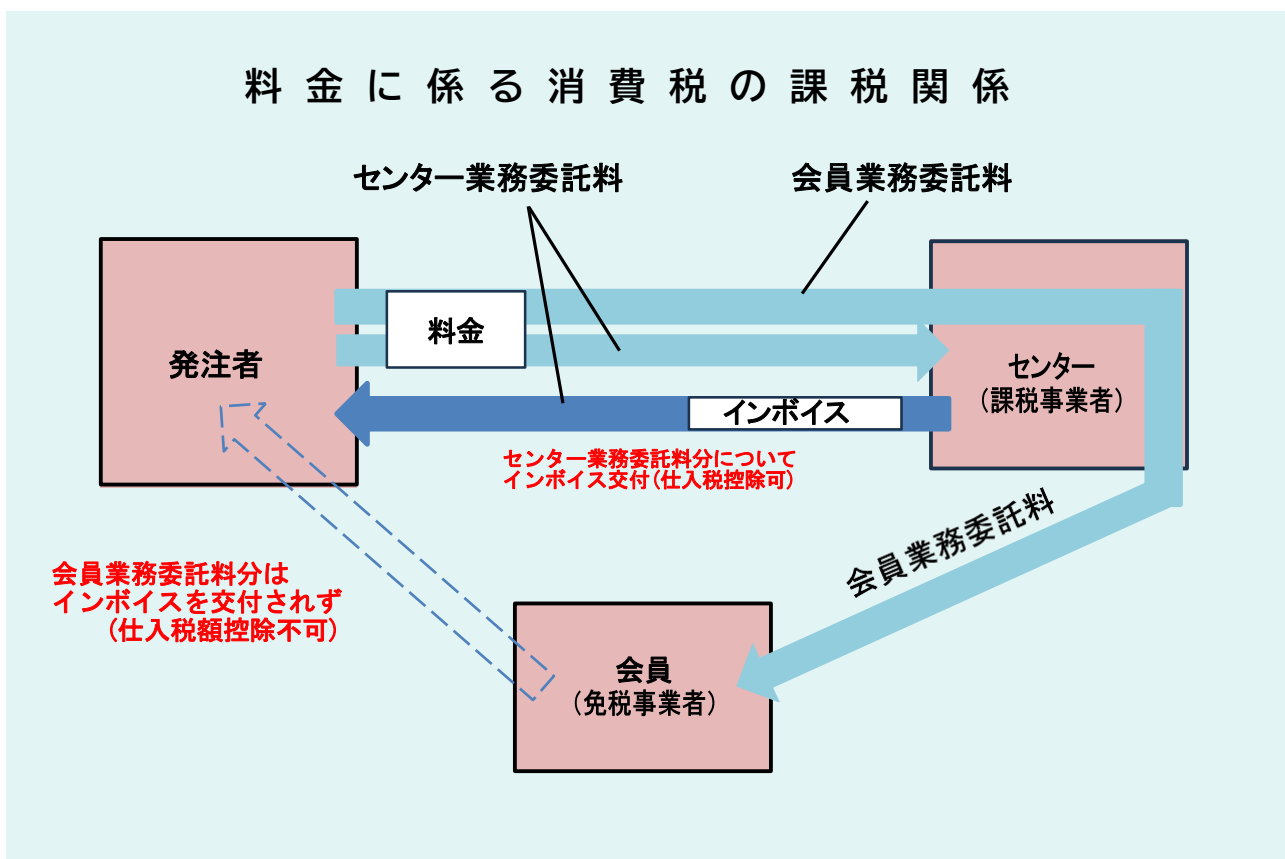 料金に係る消費税の課税関係
センター業務委託料
会員業務委託料
発注者
料金
センター
(課税事業者)
インボイス
センター業務委託料分について
インボイス交付(仕入税控除可)
会員業務委託料
会員業務委託料分は
インボイスを交付されず
(仕入税額控除不可)
会員
(免税事業者)